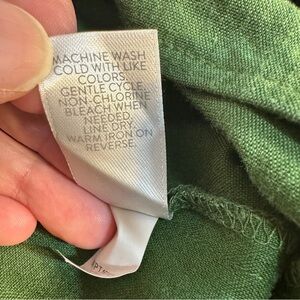 MACHINE WASH
COLD WITH LIKE
COLORS.
GENTLE CYCLE
NON-CHLORINE
BLEACH WHEN
NEEDED.
LINE DRY.
WARM IRON ON
REVERSE.